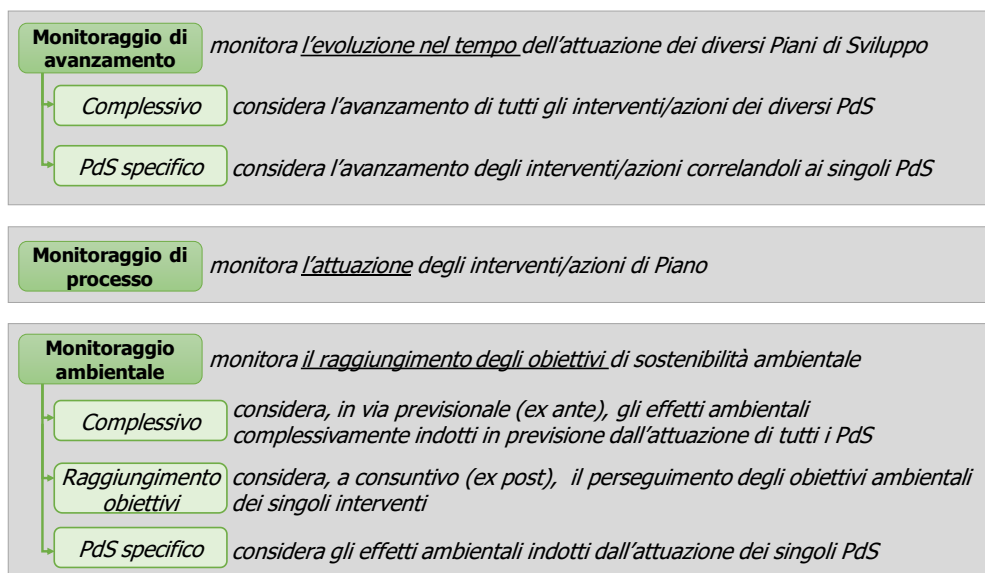 Monitoraggio di
avanzamento
monitora l'evoluzione nel tempo dell'attuazione dei diversi Piani di Sviluppo
Complessivo
considera l'avanzamento di tutti gli interventi/azioni dei diversi PdS
PdS specifico
considera l'avanzamento degli interventi/azioni correlandoli ai singoli PdS
Monitoraggio di
processo
monitora l'attuazione degli interventi/azioni di Piano
Monitoraggio
ambientale
monitora il raggiungimento degli obiettivi di sostenibilità ambientale
Complessivo
considera, in via previsionale (ex ante), gli effetti ambientali
complessivamente indotti in previsione dall'attuazione di tutti i PdS
Raggiungimento
obiettivi
considera, a consuntivo (ex post), il perseguimento degli obiettivi ambientali
dei singoli interventi
PdS specifico
considera gli effetti ambientali indotti dall'attuazione dei singoli PdS